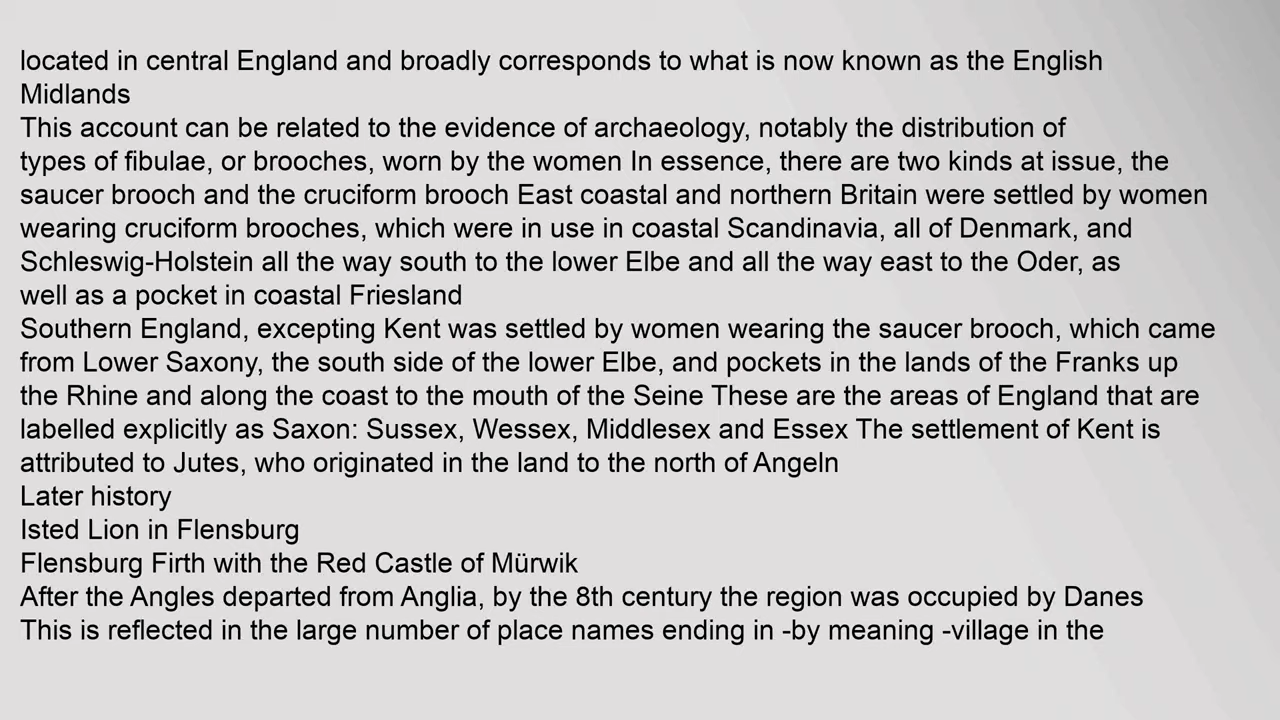 located in central England and broadly corresponds to what is now known as the English
Midlands
This account can be related to the evidence of archaeology, notably the distribution of
types of fibulae, or brooches, worn by the women In essence, there are two kinds at issue, the
saucer brooch and the cruciform brooch East coastal and northern Britain were settled by women
wearing cruciform brooches, which were in use in coastal Scandinavia, all of Denmark, and
Schleswig-Holstein all the way south to the lower Elbe and all the way east to the Oder, as
well as a pocket in coastal Friesland
Southern England, excepting Kent was settled by women wearing the saucer brooch, which came
from Lower Saxony, the south side of the lower Elbe, and pockets in the lands of the Franks up
the Rhine and along the coast to the mouth of the Seine These are the areas of England that are
labelled explicitly as Saxon: Sussex, Wessex, Middlesex and Essex The settlement of Kent is
attributed to Jutes, who originated in the land to the north of Angeln
Later history
Isted Lion in Flensburg
Flensburg Firth with the Red Castle of Mürwik
After the Angles departed from Anglia, by the 8th century the region was occupied by Danes
This is reflected in the large number of place names ending in -by meaning -village in the